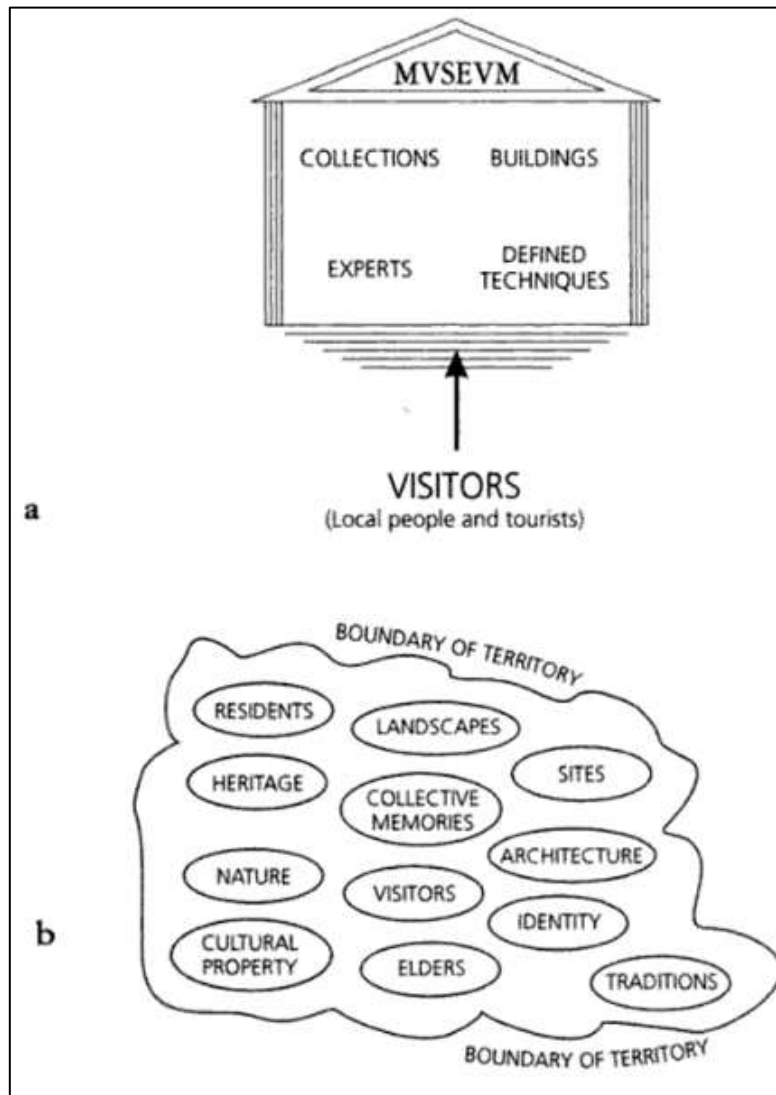 MVSEVM
COLLECTIONS
BUILDINGS
EXPERTS
DEFINED
TECHNIQUES
VISITORS
(Local people and tourists)
a
BOUNDARY OF TERRITORY
RESIDENTS
LANDSCAPES
SITES
HERITAGE
COLLECTIVE
MEMORIES
ARCHITECTURE
NATURE
VISITORS
IDENTITY
b
CULTURAL
PROPERTY
ELDERS
TRADITIONS
BOUNDARY OF TERRITORY